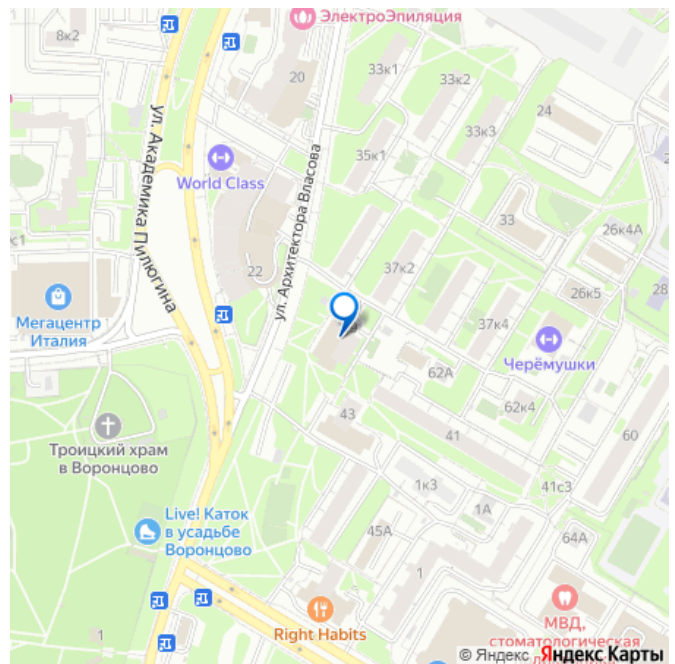 ЭлектроЭпиляция
8к2
20
33к1
33к2
24
33к3
ул. Академика Пилюгина
World Class
35к1
ул. Архитектора Власова
33
26к4А
22
37к2
26к5
28
Мегацентр
Италия
37к4
Черёмушки
62А
62к4
43
Троицкий храм
в Воронцово
41
60
1к3
41с3
Live! Каток
в усадьбе
Воронцово
1А
45А
64А
1
Right Habits
МВД,
стоматологическая
1
© Яндекс Яндекс Карты